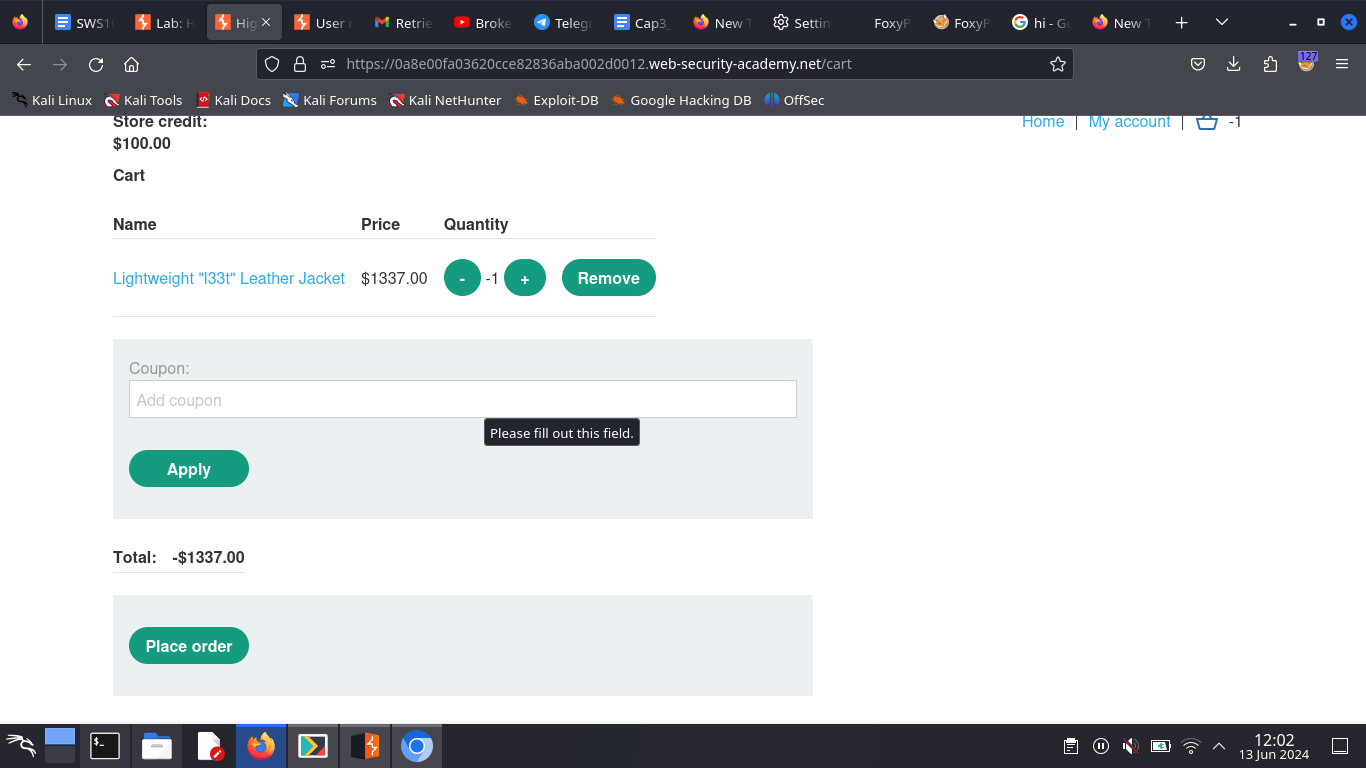 SWS1
Lab: H
Hig
User r
Retrie
Broke
Telegr
Cap3_
New T
Settin
FoxyP
FoxyP
hi - Go
New T
https://0a8e00fa03620cce82836aba002d0012.web-security-academy.net/cart
127
Kali Linux
Kali Tools
Kali Docs
Kali Forums
Kali NetHunter
Exploit-DB
Google Hacking DB
OffSec
Store credit:
$100.00
Home | My account | -1
Cart
Name Price Quantity
Lightweight "l33t" Leather Jacket $1337.00 - -1 + Remove
Coupon:
Add coupon
Please fill out this field.
Apply
Total: -$1337.00
Place order
12:02
13 Jun 2024